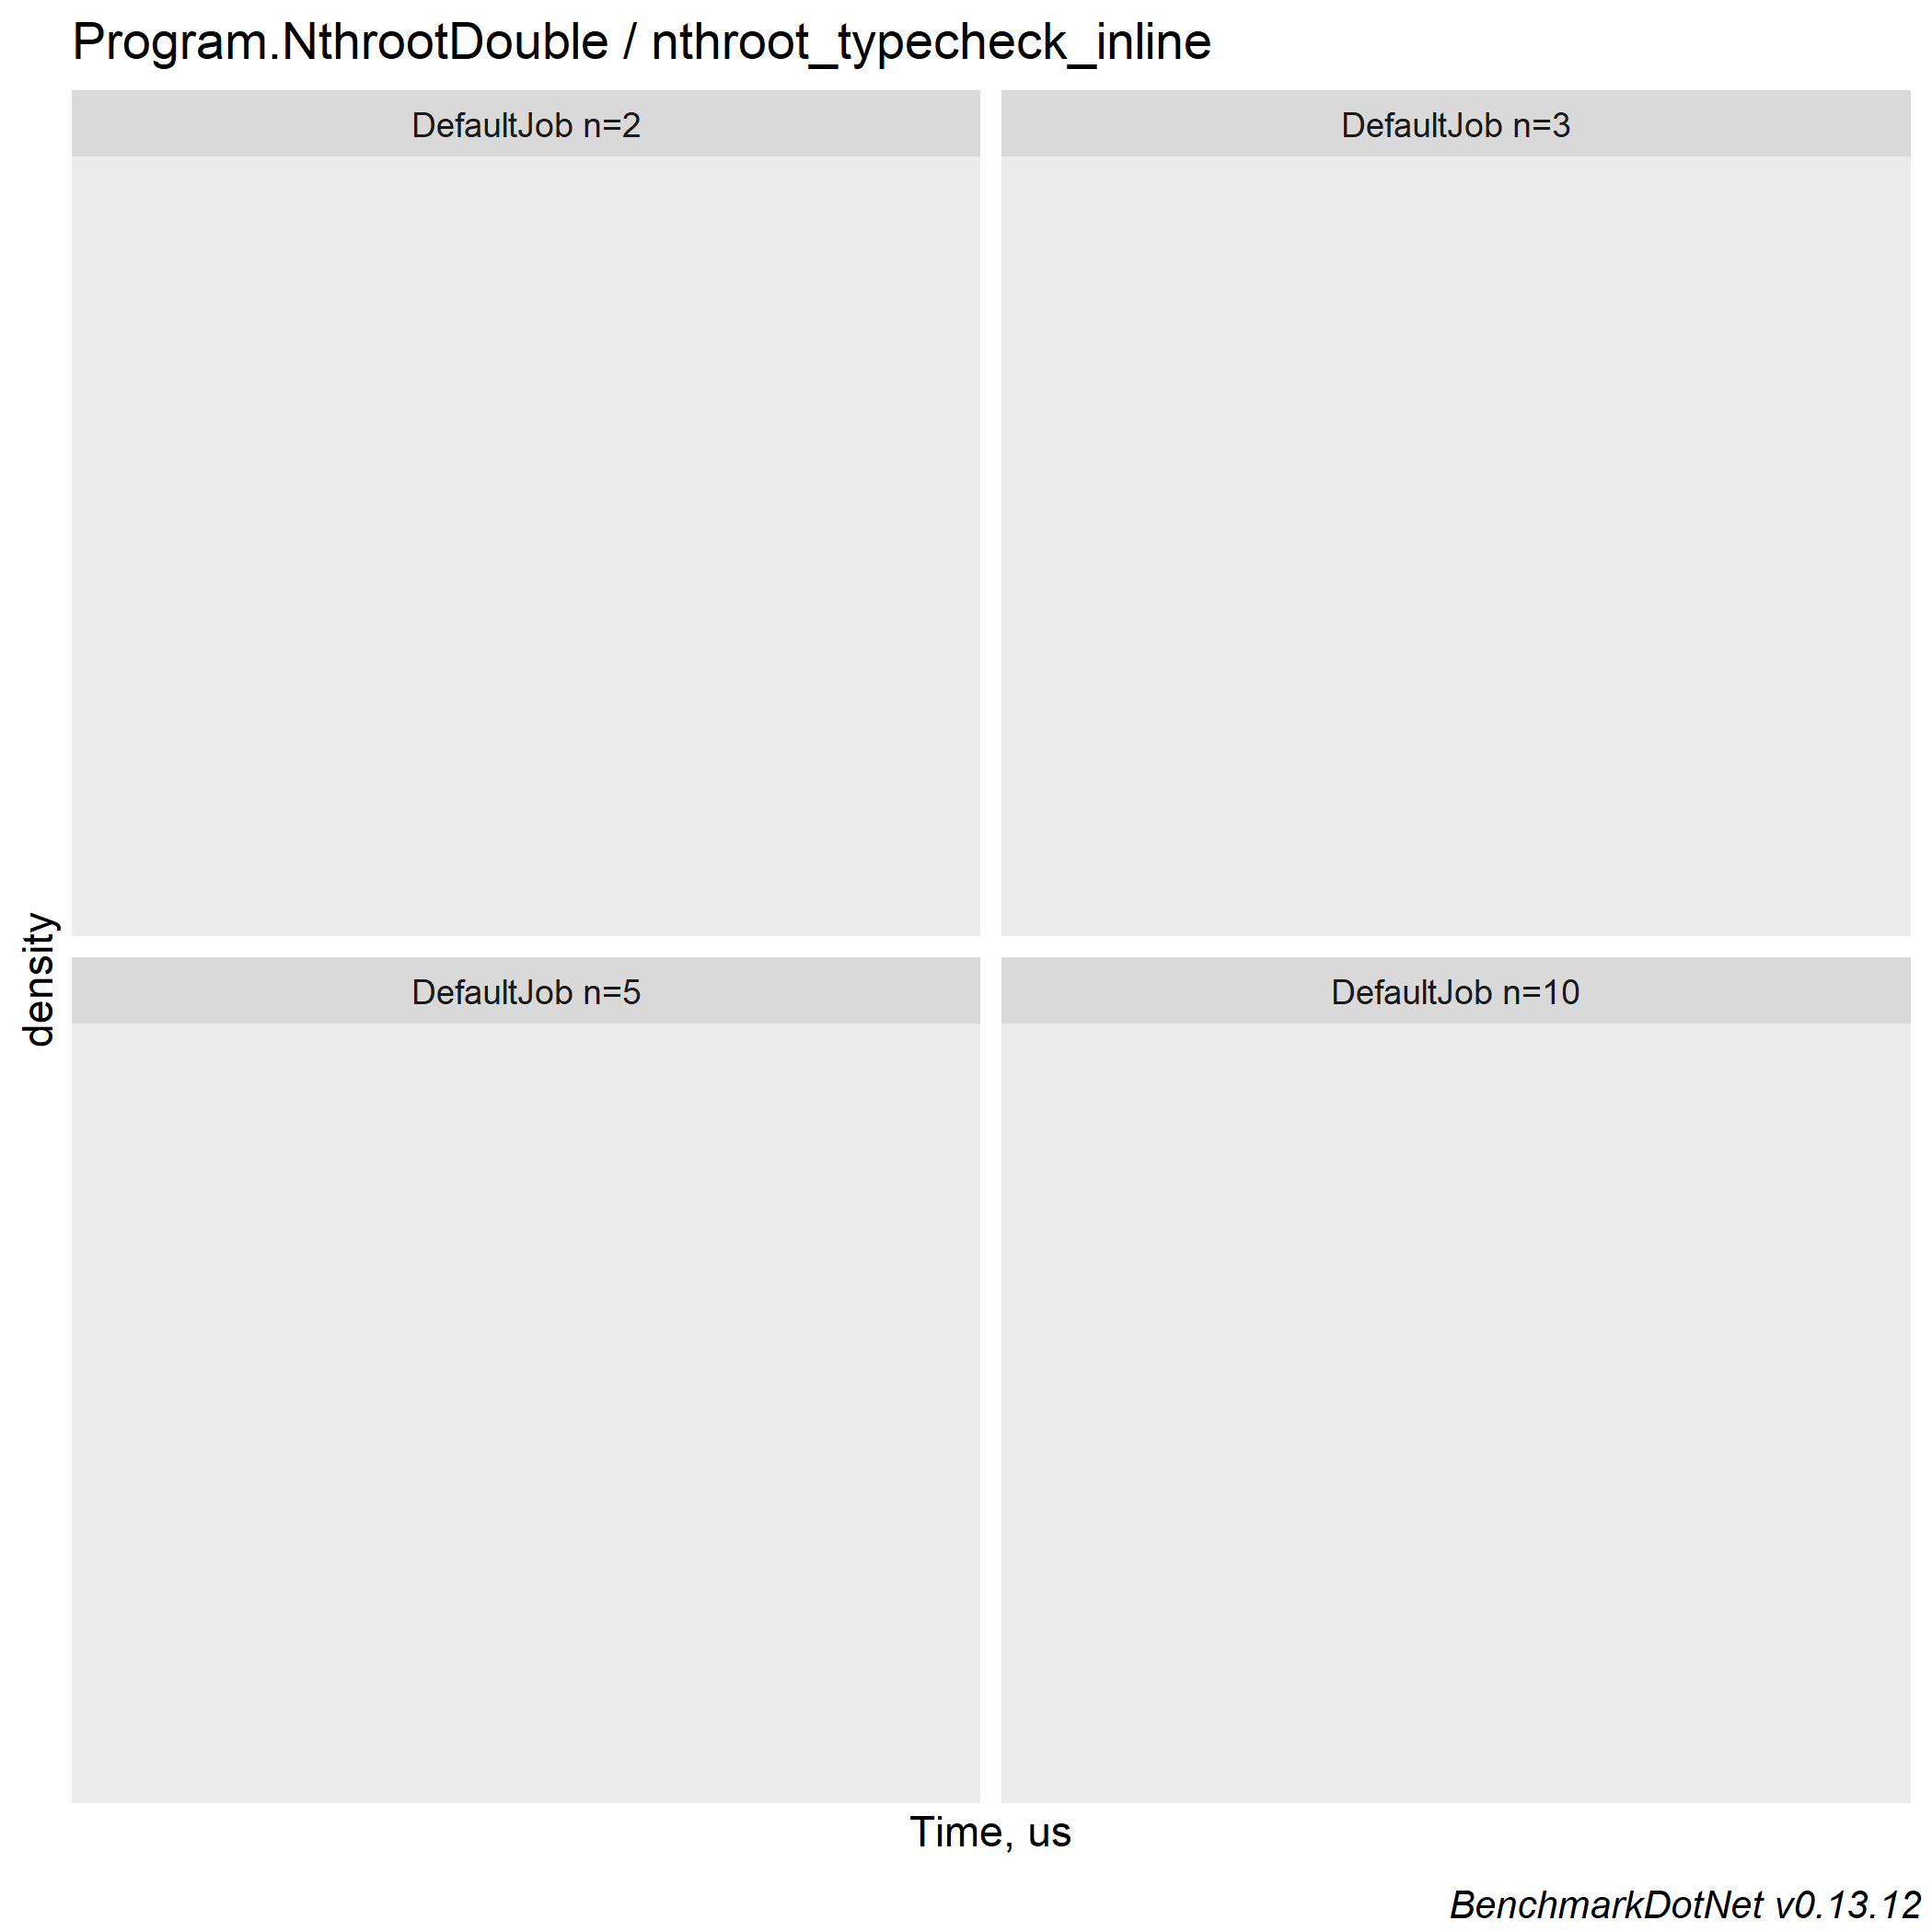 Program.NthrootDouble / nthroot_typecheck_inline
DefaultJob n=2
DefaultJob n=3
density
DefaultJob n=5
DefaultJob n=10
Time, us
BenchmarkDotNet v0.13.12